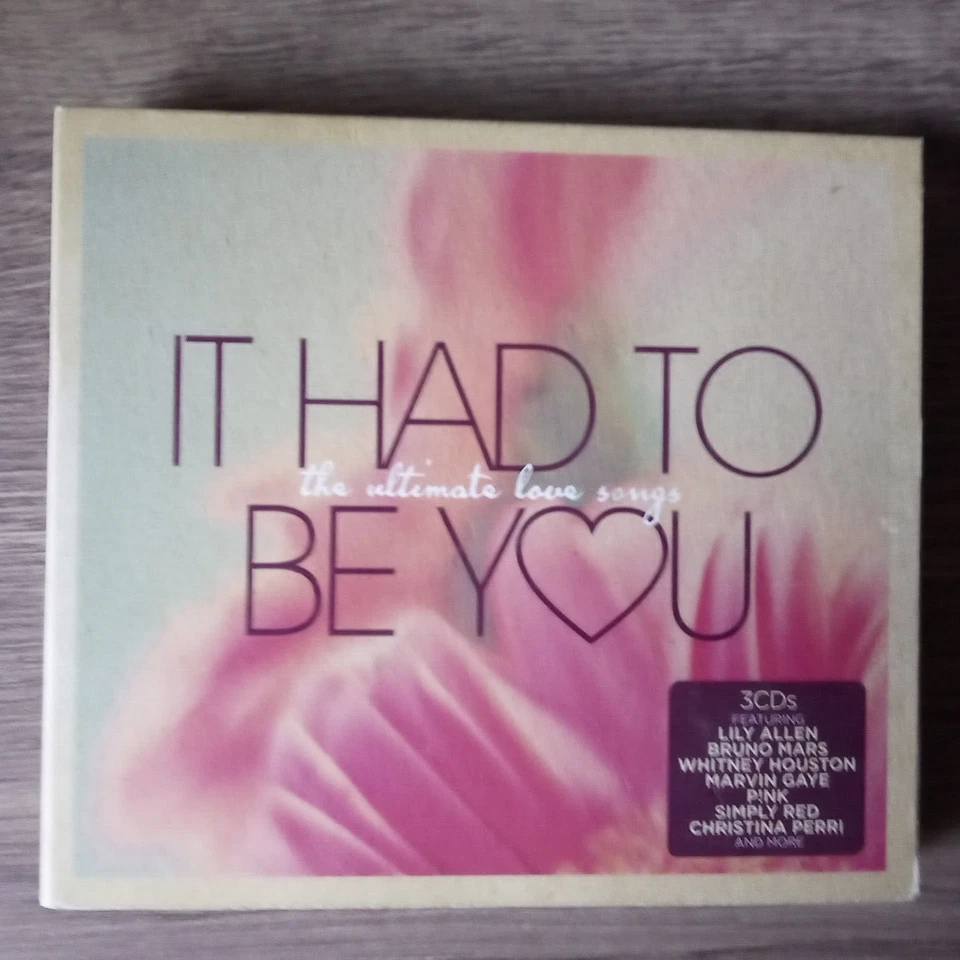 IT HAD TO
the ultimate love songs
BE YOU
3CDs
FEATURING
LILY ALLEN
BRUNO MARS
WHITNEY HOUSTON
MARVIN GAYE
P!NK
SIMPLY RED
CHRISTINA PERRI
AND MORE